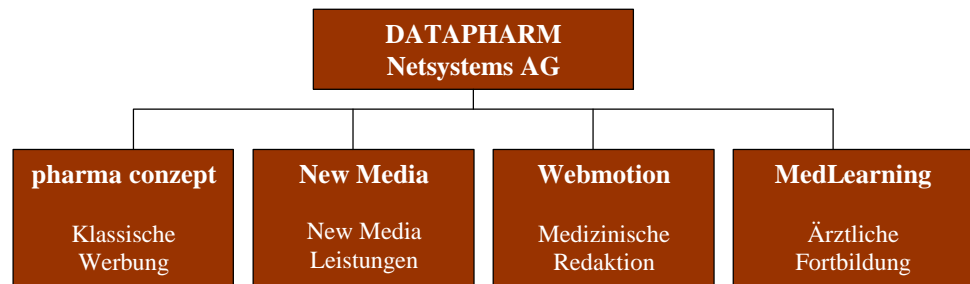 DATAPHARM
Netsystems AG
pharma conzept
Klassische
Werbung
New Media
New Media
Leistungen
Webmotion
Medizinische
Redaktion
MedLearning
Ärztliche
Fortbildung